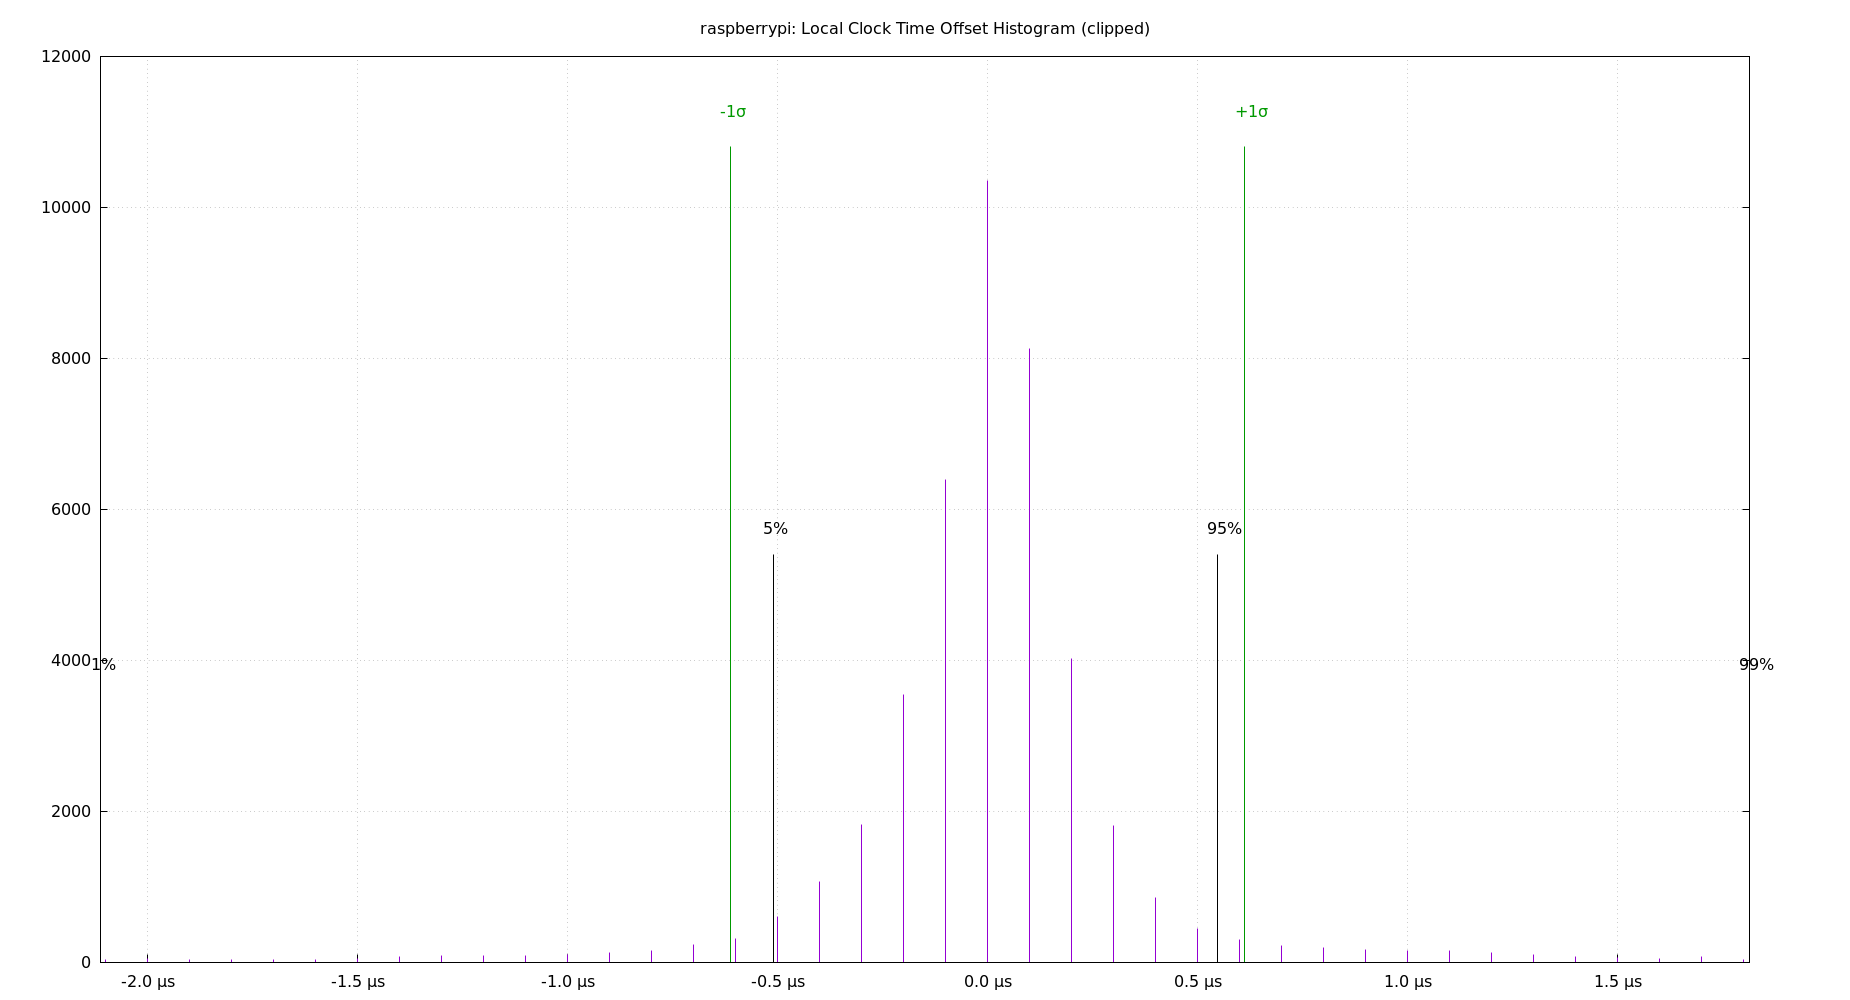 raspberrypi: Local Clock Time Offset Histogram (clipped)
12000
-1σ
+1σ
10000
8000
6000
5%
95%
4000
1%
99%
2000
0
-2.0 µs
-1.5 µs
-1.0 µs
-0.5 µs
0.0 µs
0.5 µs
1.0 µs
1.5 µs